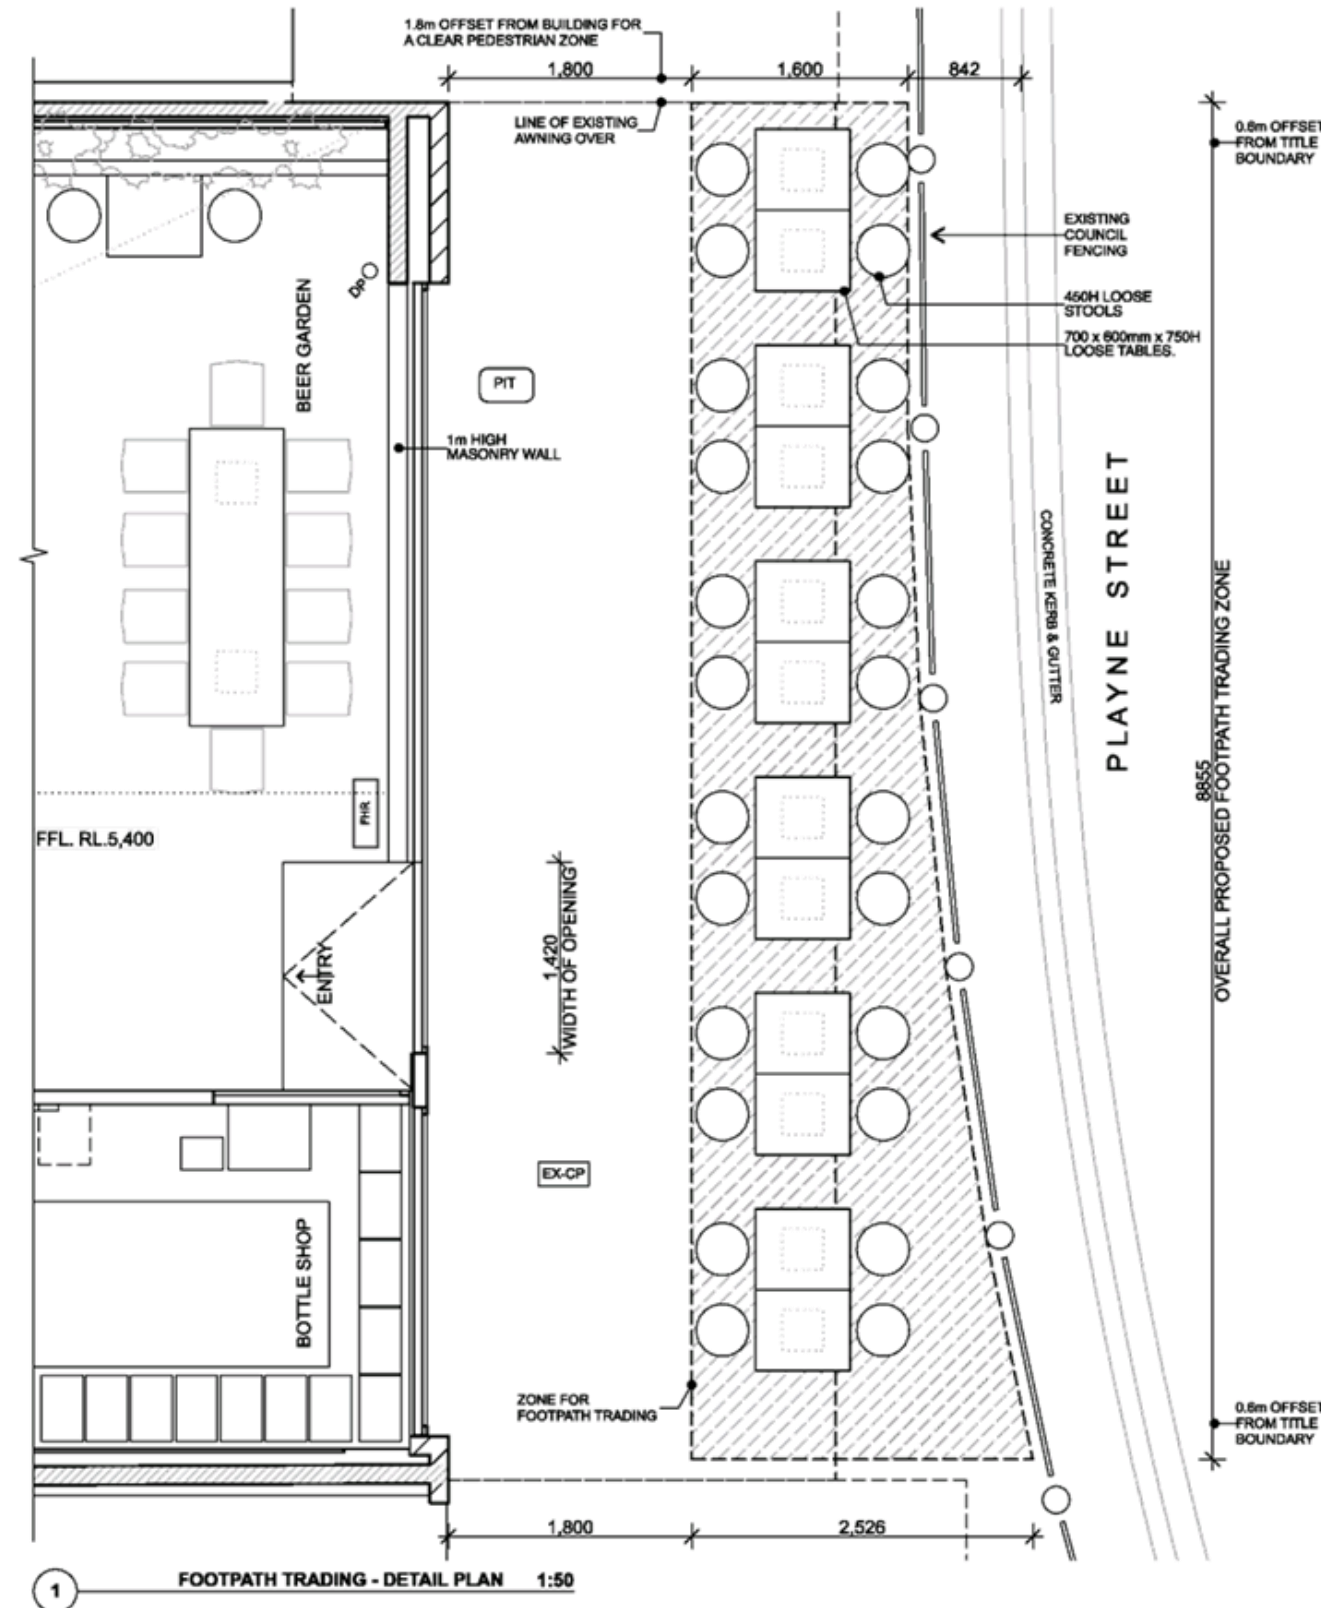 1.8m OFFSET FROM BUILDING FOR
A CLEAR PEDESTRIAN ZONE
1,800
1,600
842
LINE OF EXISTING
AWNING OVER
0.6m OFFSET
FROM TITLE
BOUNDARY
EXISTING
COUNCIL
FENCING
450H LOOSE
STOOLS
700 x 600mm x 750H
LOOSE TABLES.
DP
BEER GARDEN
PIT
1m HIGH
MASONRY WALL
PLAYNE STREET
CONCRETE KERB & GUTTER
8855
OVERALL PROPOSED FOOTPATH TRADING ZONE
FHR
FFL. RL.5,400
ENTRY
1,420
WIDTH OF OPENING
EX-CP
BOTTLE SHOP
ZONE FOR
FOOTPATH TRADING
0.6m OFFSET
FROM TITLE
BOUNDARY
1,800
2,526
1
FOOTPATH TRADING - DETAIL PLAN 1:50